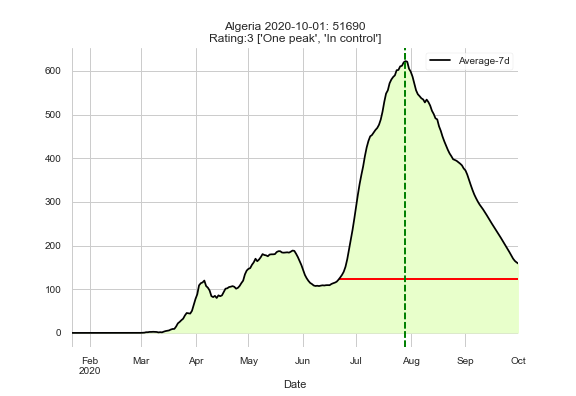 Algeria 2020-10-01: 51690
Rating:3 ['One peak', 'In control']
Average-7d
600
500
400
300
200
100
0
Feb Mar Apr May Jun Jul Aug Sep Oct
2020
Date